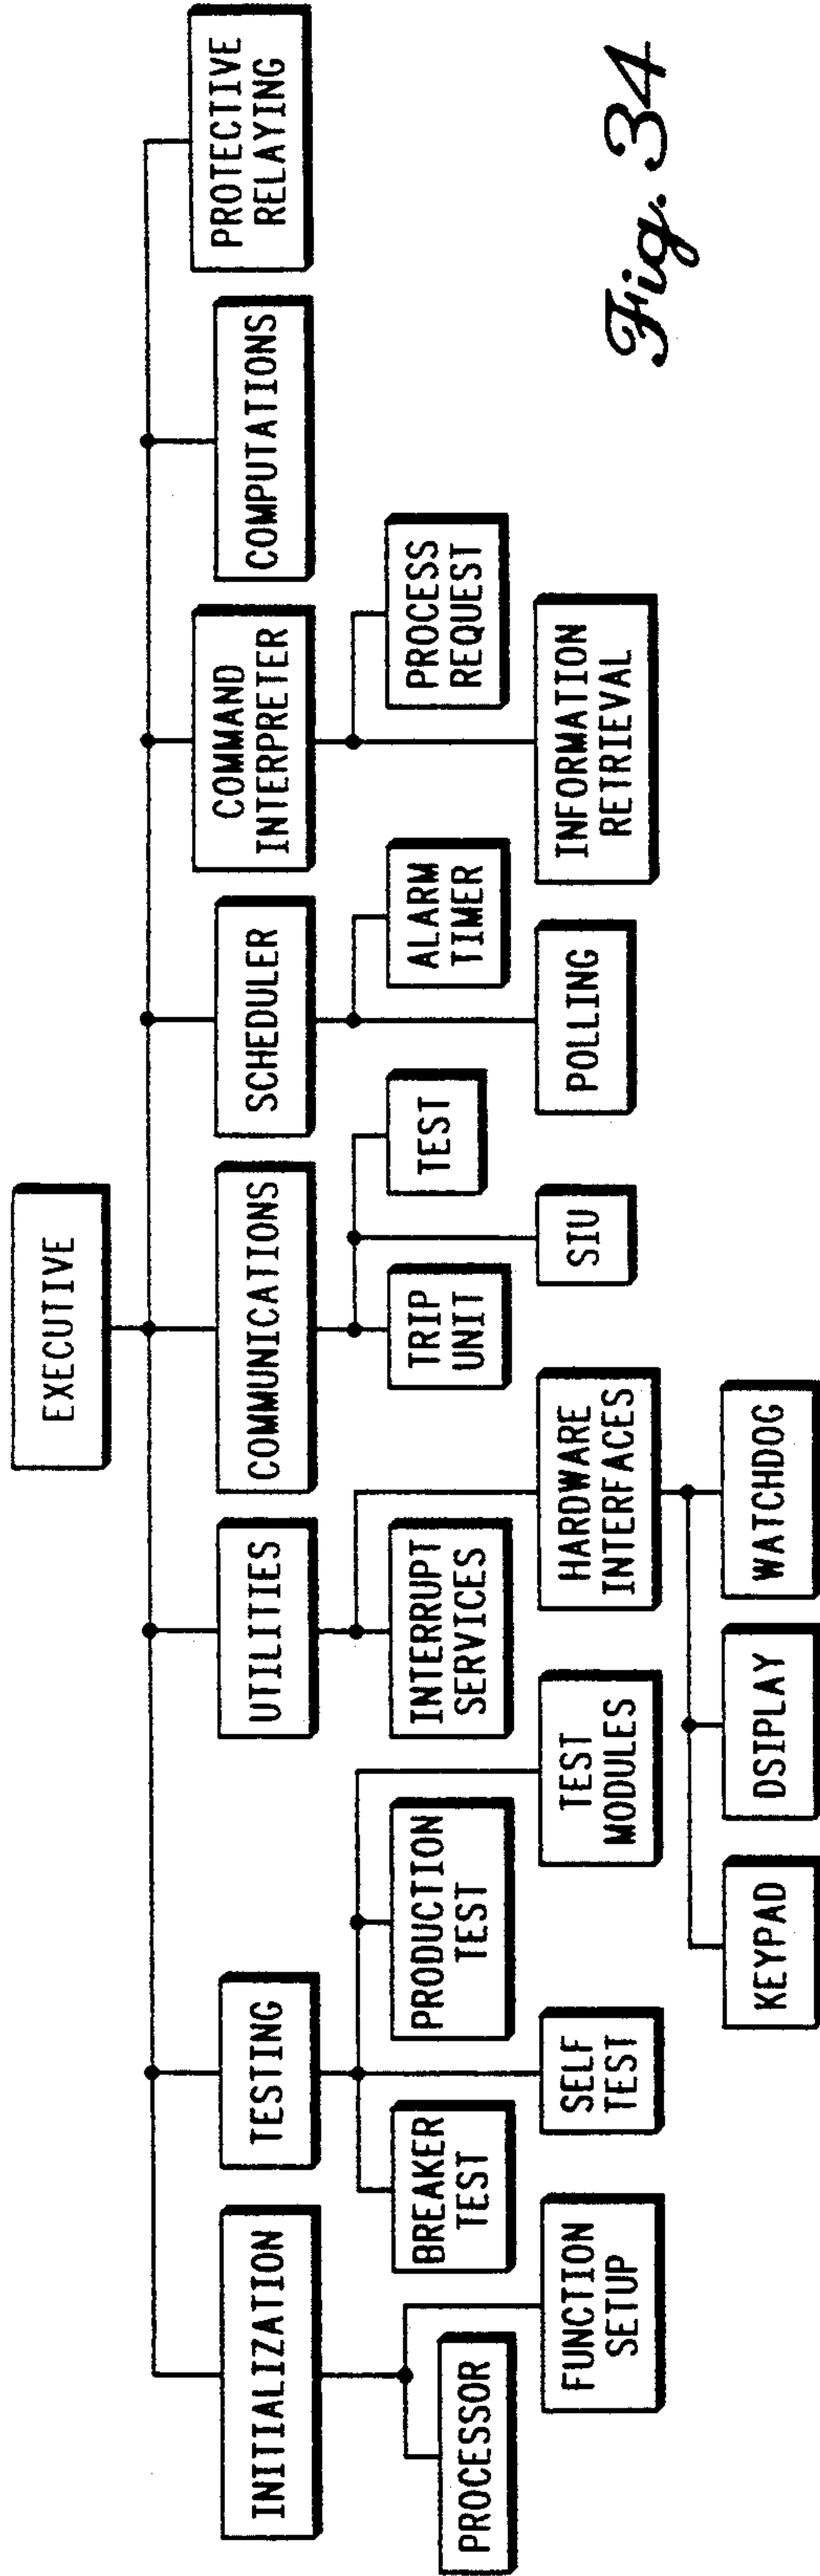 EXECUTIVE
INITIALIZATION
TESTING
UTILITIES
COMMUNICATIONS
SCHEDULER
COMMAND
INTERPRETER
COMPUTATIONS
PROTECTIVE
RELAYING
PROCESSOR
BREAKER
TEST
PRODUCTION
TEST
INTERRUPT
SERVICES
TRIP
UNIT
TEST
ALARM
TIMER
PROCESS
REQUEST
FUNCTION
SETUP
SELF
TEST
TEST
MODULES
HARDWARE
INTERFACES
SIU
POLLING
INFORMATION
RETRIEVAL
KEYPAD
DSIPLAY
WATCHDOG
Fig. 34